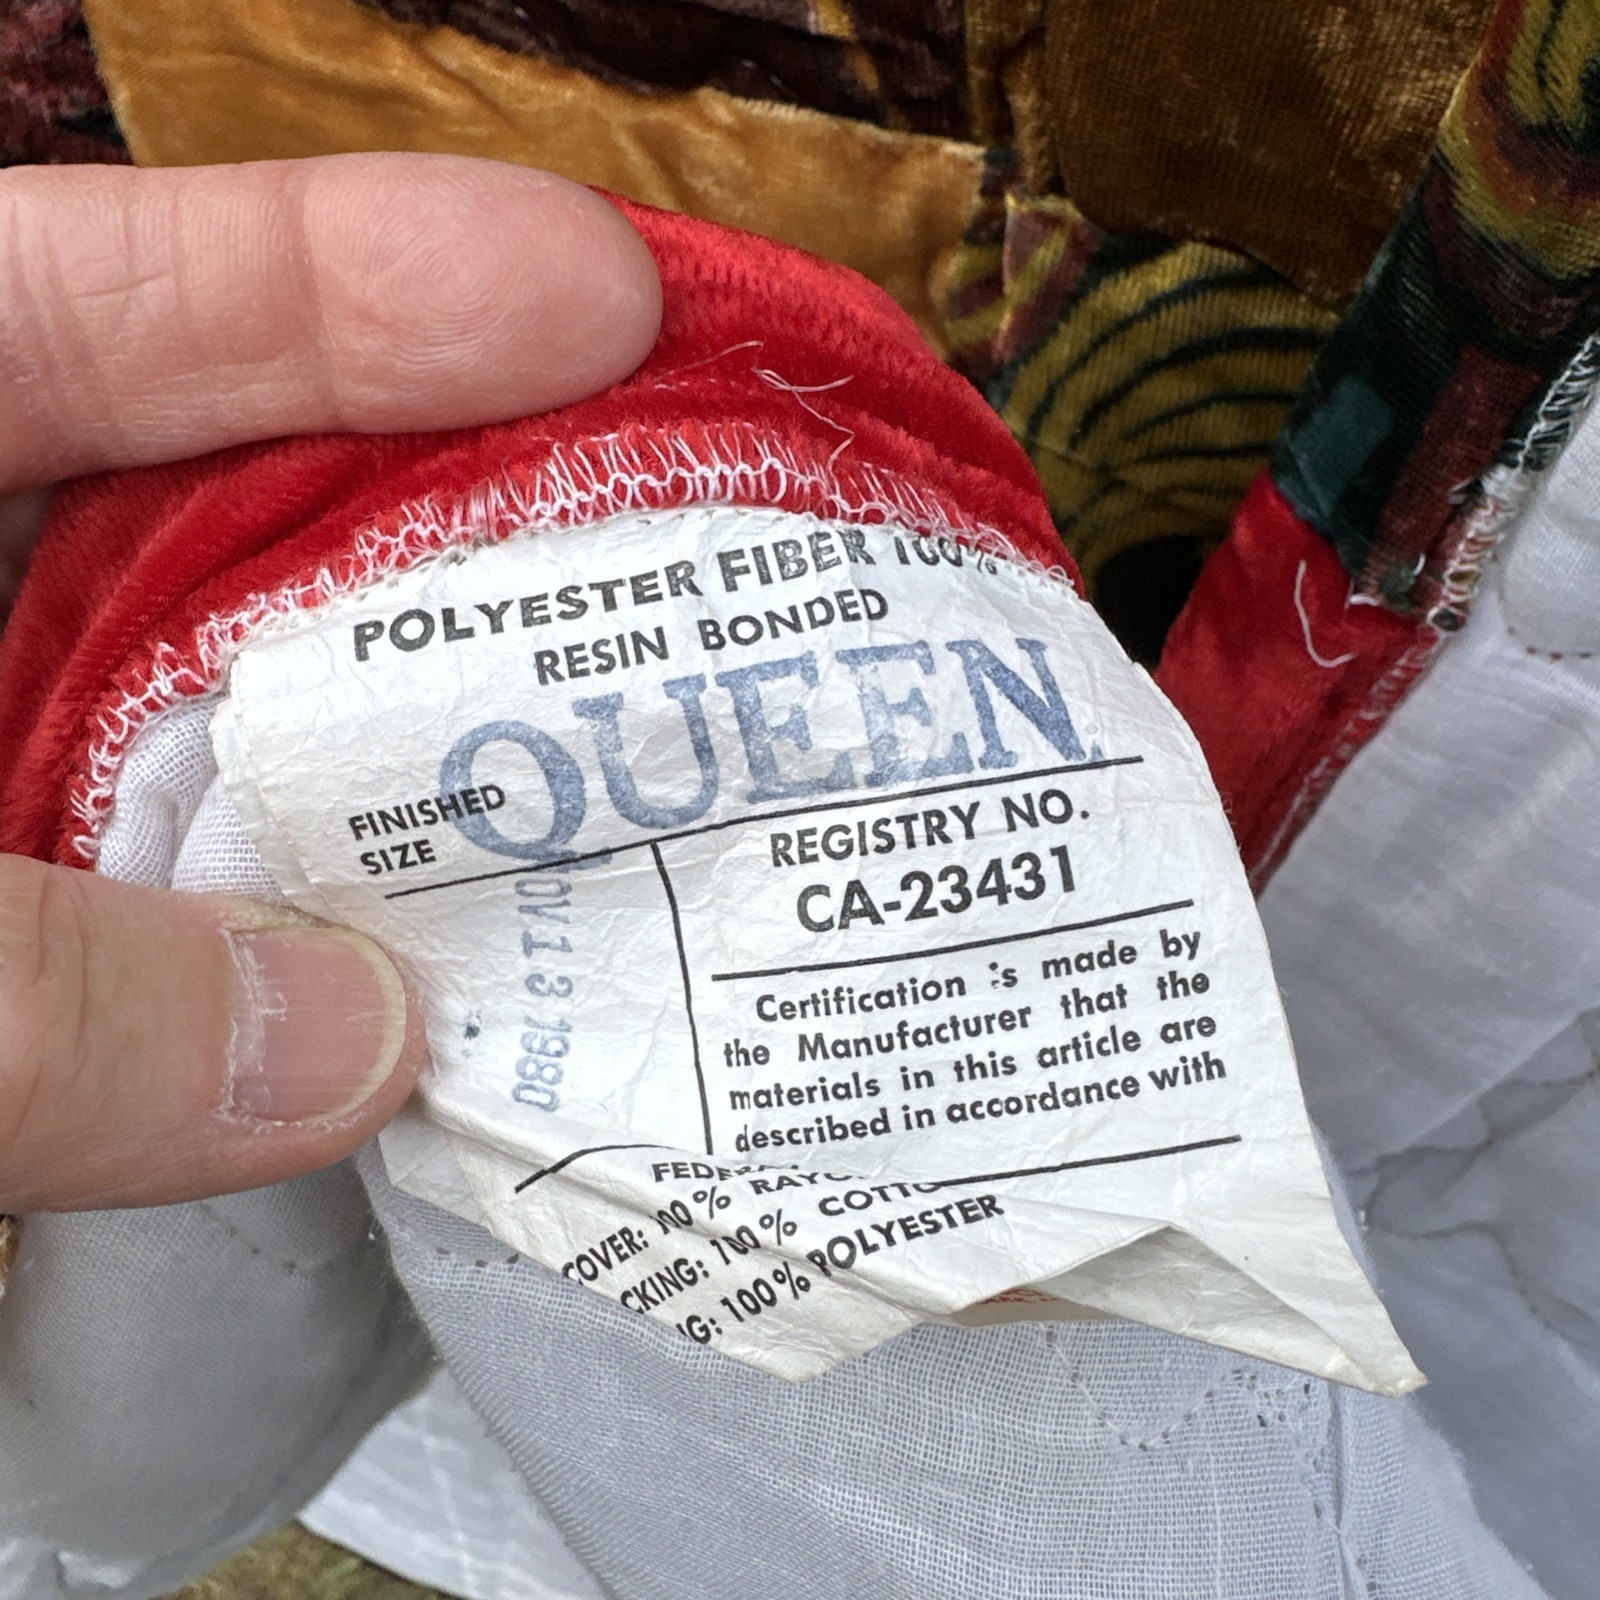 POLYESTER FIBER 100%
RESIN BONDED
QUEEN
FINISHED
SIZE
NOV 13 1980
REGISTRY NO.
CA-23431
Certification is made by
the Manufacturer that the
materials in this article are
described in accordance with
COVER: 100%
CKING: 100% COTTO
G: 100% POLYESTER